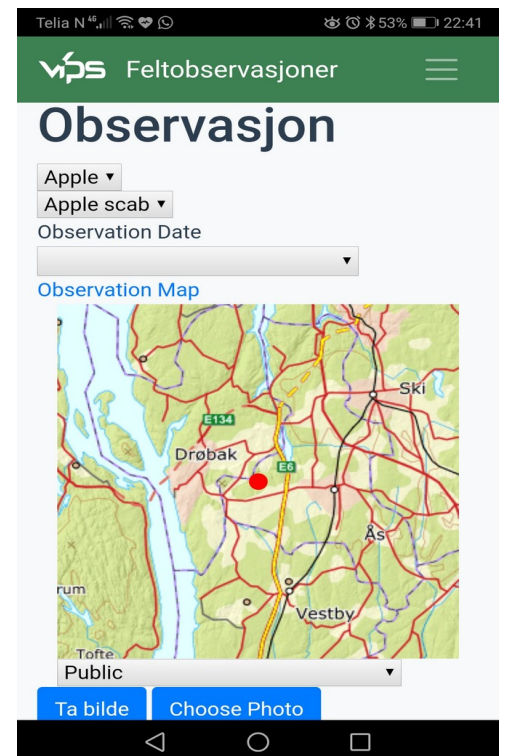 Telia N 4G 53% 22:41
VIPS Feltobservasjoner
Observasjon
Apple
Apple scab
Observation Date
Observation Map
Ski
E134
Drøbak
E6
Ås
rum
Vestby
Tofte
Public
Ta bilde Choose Photo